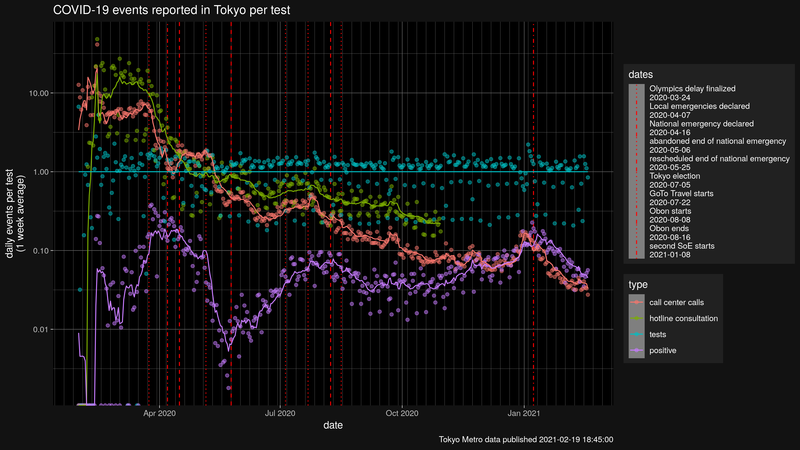 COVID-19 events reported in Tokyo per test
daily events per test
(1 week average)
10.00
1.00
0.10
0.01
Apr 2020
Jul 2020
Oct 2020
Jan 2021
date
Tokyo Metro data published 2021-02-19 18:45:00
dates
Olympics delay finalized
2020-03-24
Local emergencies declared
2020-04-07
National emergency declared
2020-04-16
abandoned end of national emergency
2020-05-06
rescheduled end of national emergency
2020-05-25
Tokyo election
2020-07-05
GoTo Travel starts
2020-07-22
Obon starts
2020-08-08
Obon ends
2020-08-16
second SoE starts
2021-01-08
type
call center calls
hotline consultation
tests
positive